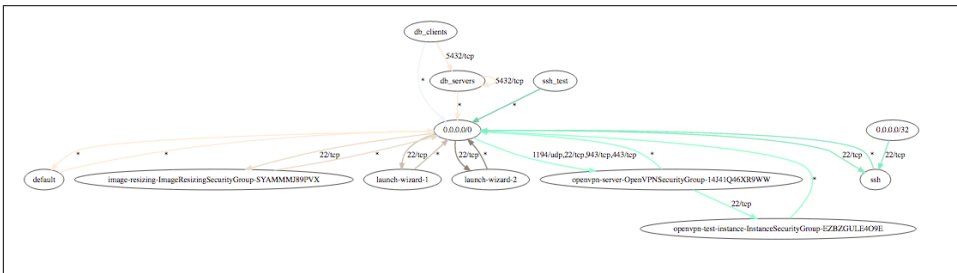 db_clients
5432/tcp
* db_servers 5432/tcp ssh_test
* *
0.0.0.0/0 0.0.0.0/32
* * 22/tcp * 22/tcp * 22/tcp * 1194/udp,22/tcp,943/tcp,443/tcp * 22/tcp * 22/tcp
default image-resizing-ImageResizingSecurityGroup-SYAMMMJ89PVX launch-wizard-1 launch-wizard-2 openvpn-server-OpenVPNSecurityGroup-14J41Q46XR9WW * ssh
22/tcp
openvpn-test-instance-InstanceSecurityGroup-EZBZGULE4O9E